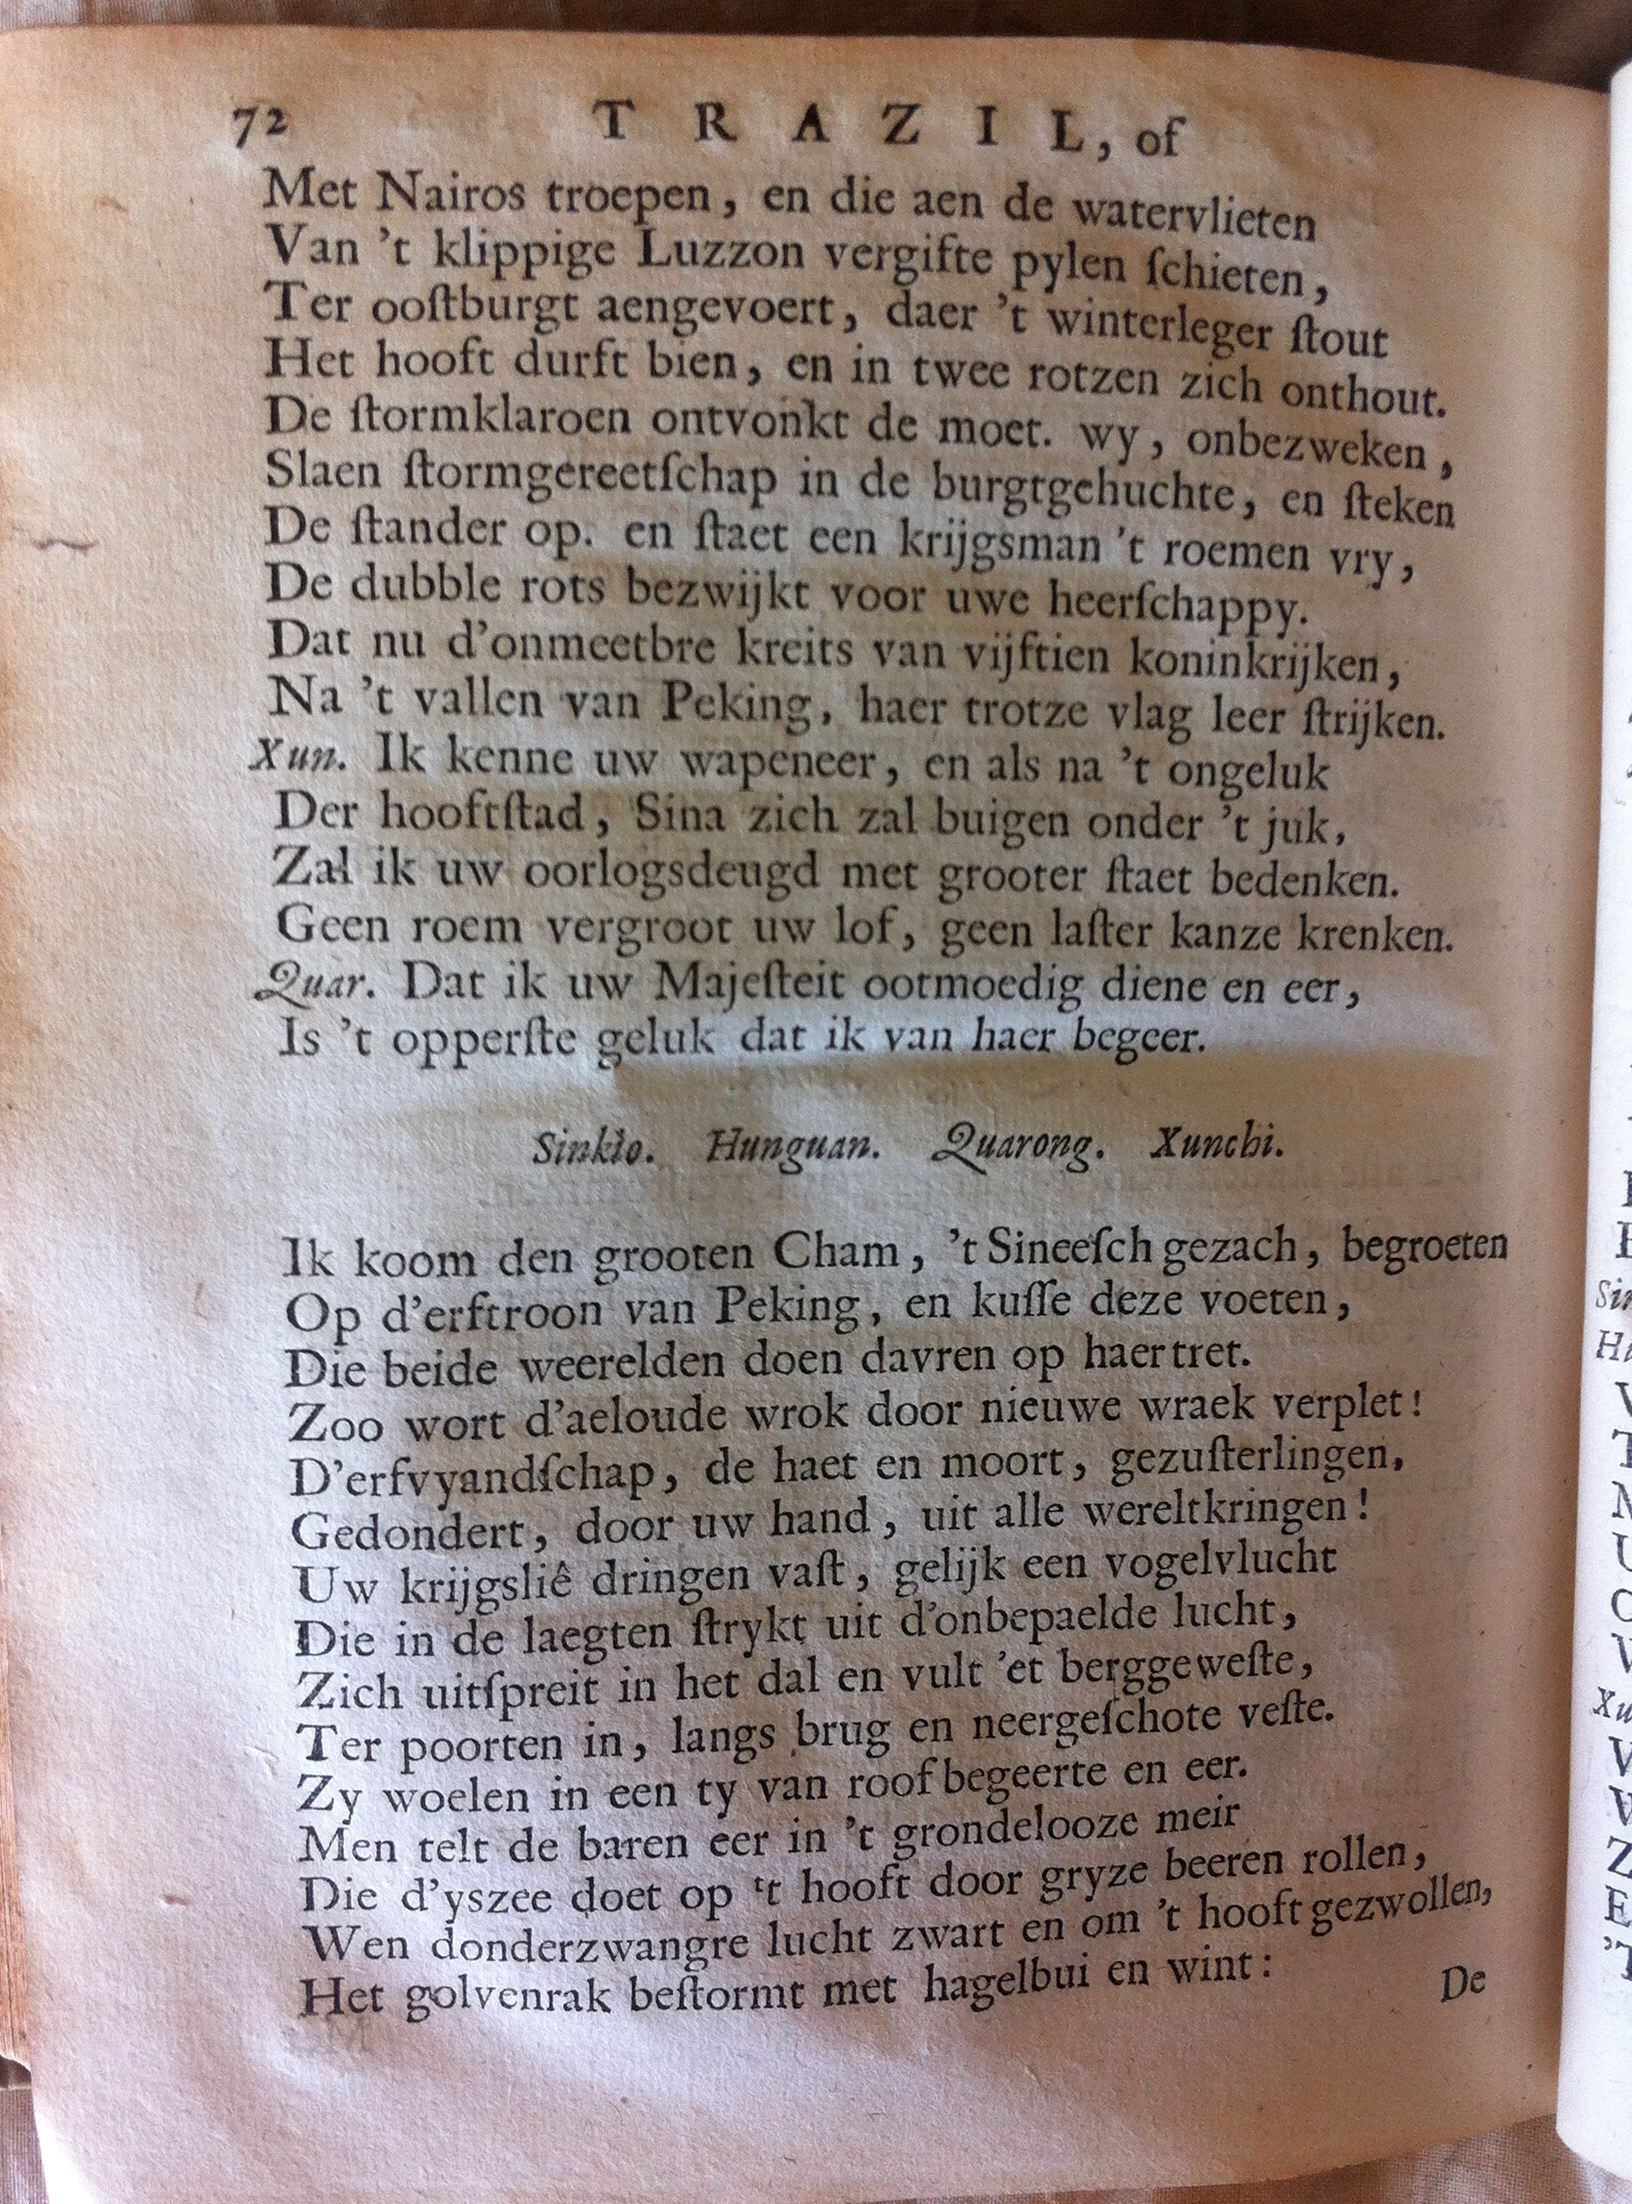 72 TRAZIL, of
Met Nairos troepen, en die aen de watervlieten
Van 't klippige Luzzon vergifte pylen ſchieten,
Ter ooſtburgt aengevoert, daer 't winterleger ſtout
Het hooft durft bien, en in twee rotzen zich onthout.
De ſtormklaroen ontvonkt de moet. wy, onbezweken,
Slaen ſtormgereetſchap in de burgtgehuchte, en ſteken
De ſtander op. en ſtaet een krijgsman 't roemen vry,
De dubble rots bezwijkt voor uwe heerſchappy.
Dat nu d'onmeetbre kreits van vijftien koninkrijken,
Na 't vallen van Peking, haer trotze vlag leer ſtrijken.
Xun. Ik kenne uw wapeneer, en als na 't ongeluk
Der hooftſtad, Sina zich zal buigen onder 't juk,
Zal ik uw oorlogsdeugd met grooter ſtaet bedenken.
Geen roem vergroot uw lof, geen laſter kanze krenken.
Quar. Dat ik uw Majeſteit ootmoedig diene en eer,
Is 't opperſte geluk dat ik van haer begeer.
Sinkio. Hunguan. Quarong. Xunchi.
Ik koom den grooten Cham, 't Sineeſch gezach, begroeten
Op d'erftroon van Peking, en kuſſe deze voeten,
Die beide weerelden doen davren op haer tret.
Zoo wort d'aeloude wrok door nieuwe wraek verplet!
D'erfvyandſchap, de haet en moort, gezuſterlingen,
Gedondert, door uw hand, uit alle wereltkringen!
Uw krijgsliê dringen vaſt, gelijk een vogelvlucht
Die in de laegten ſtrykt uit d'onbepaelde lucht,
Zich uitſpreit in het dal en vult 'et berggeweſte,
Ter poorten in, langs brug en neergeſchote veſte.
Zy woelen in een ty van roofbegeerte en eer.
Men telt de baren eer in 't grondelooze meir
Die d'yszee doet op 't hooft door gryze beeren rollen,
Wen donderzwangre lucht zwart en om 't hooft gezwollen,
Het golvenrak beſtormt met hagelbui en wint:
De